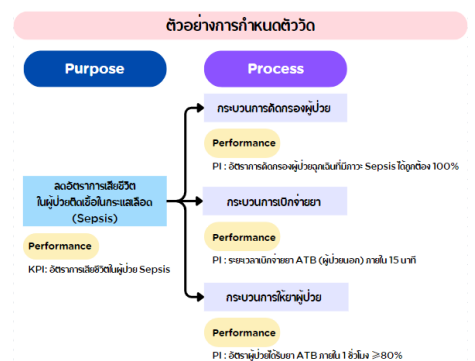 ตัวอย่างการกำหนดตัววัด
Purpose
Process
กระบวนการคัดกรองผู้ป่วย
Performance
PI : อัตราการคัดกรองผู้ป่วยฉุกเฉินที่มีภาวะ Sepsis ได้ถูกต้อง 100%
ลดอัตราการเสียชีวิต
ในผู้ป่วยติดเชื้อในกระแสเลือด
(Sepsis)
Performance
KPI: อัตราการเสียชีวิตในผู้ป่วย Sepsis
กระบวนการเบิกจ่ายยา
Performance
PI : ระยะเวลาเบิกจ่ายยา ATB (ผู้ป่วยนอก) ภายใน 15 นาที
กระบวนการให้ยาผู้ป่วย
Performance
PI : อัตราผู้ป่วยได้รับยา ATB ภายใน 1 ชั่วโมง ≥80%